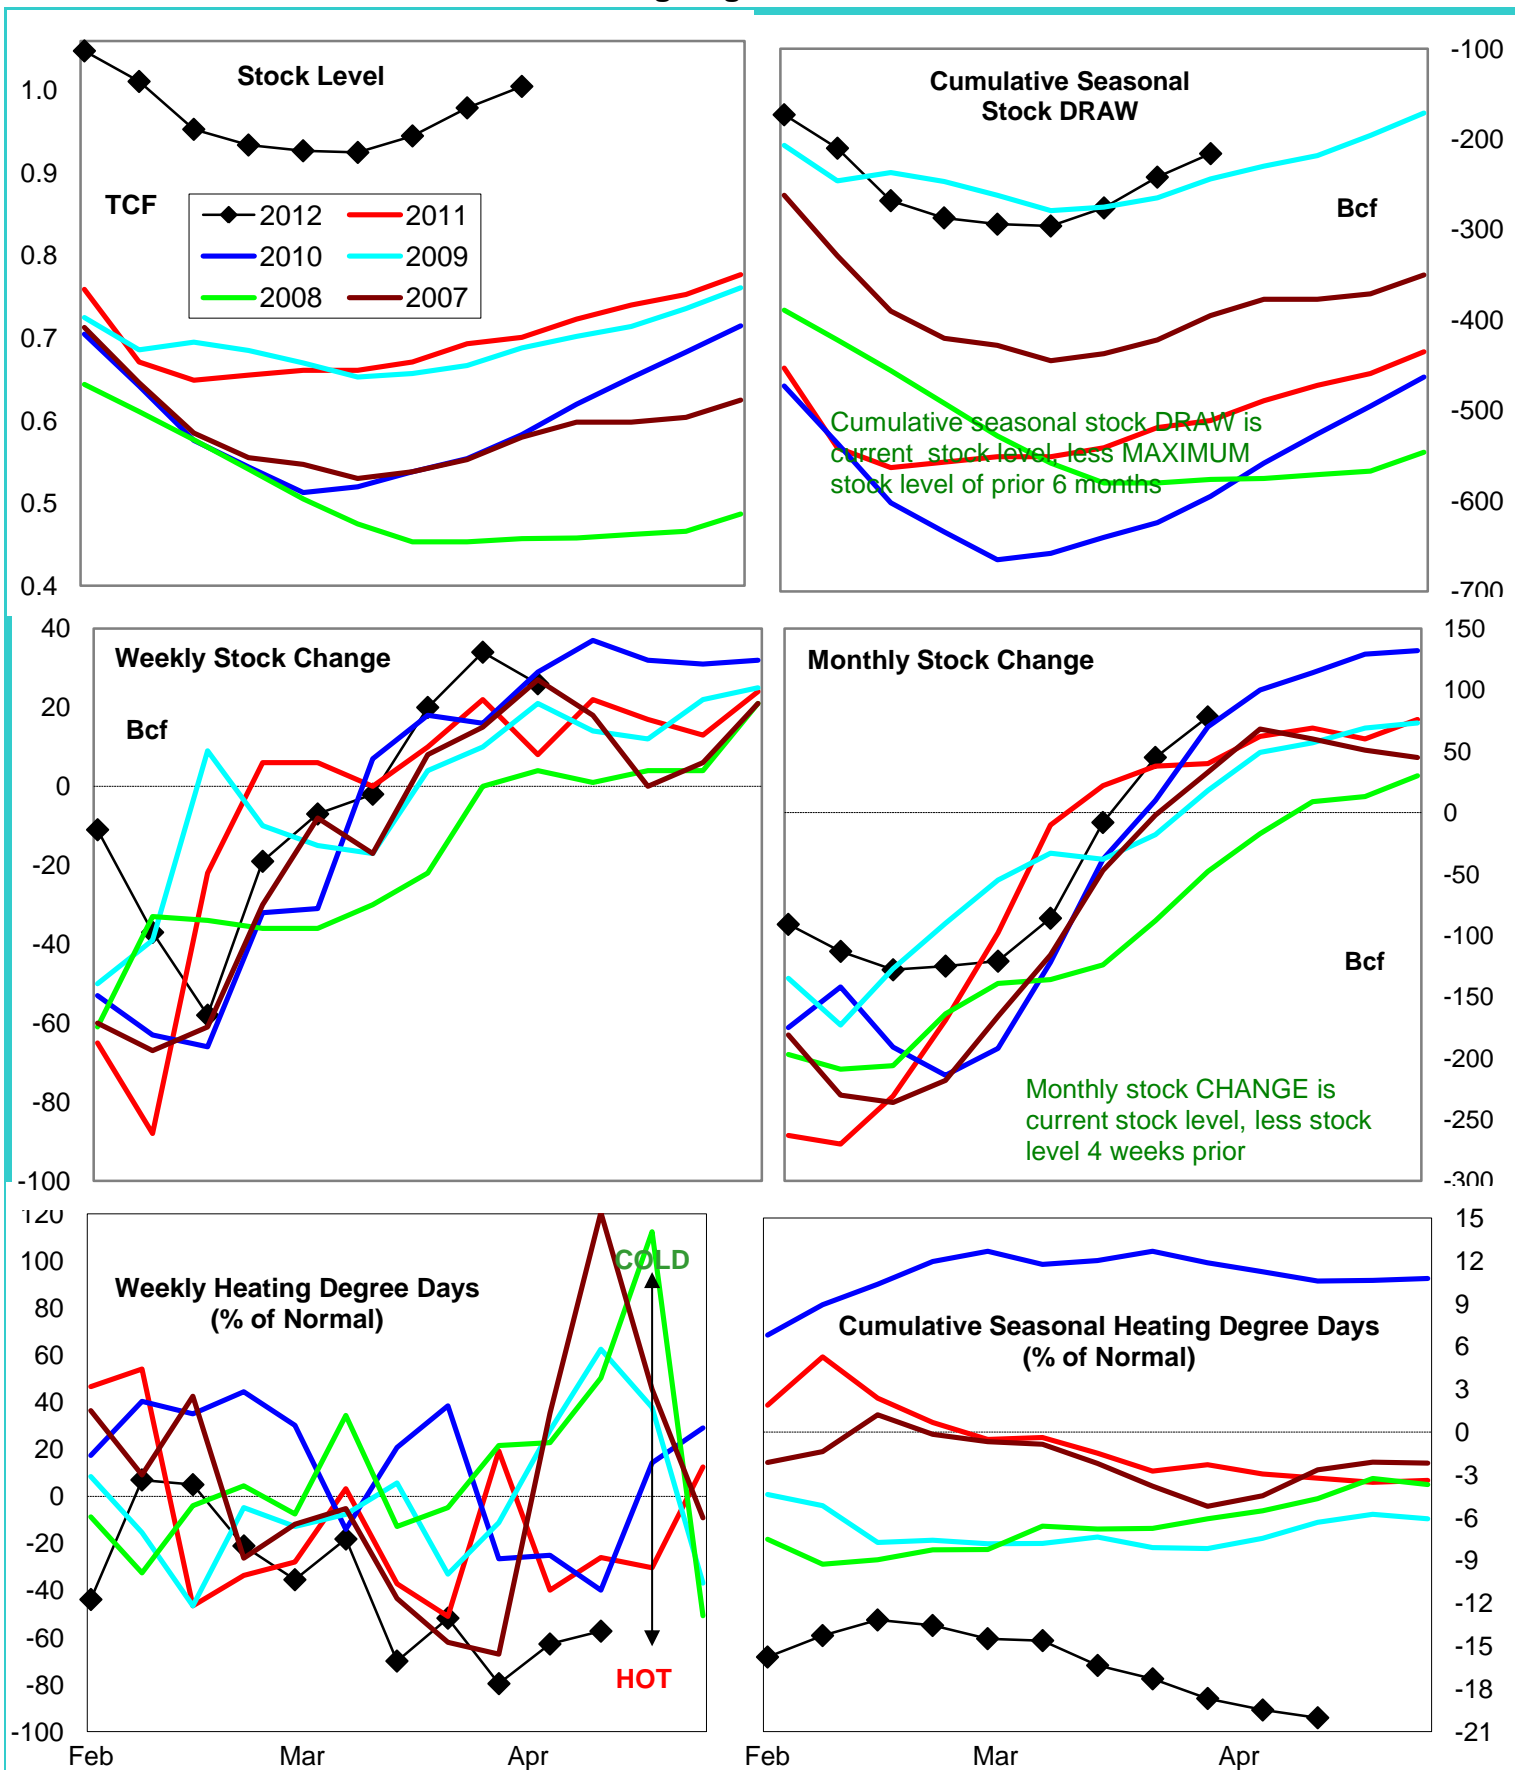 Stock Level
1.0
0.9
0.8
0.7
0.6
0.5
0.4
TCF
2012 2011
2010 2009
2008 2007
Cumulative Seasonal
Stock DRAW
Bcf
-100
-200
-300
-400
-500
-600
-700
Cumulative seasonal stock DRAW is
current stock level, less MAXIMUM
stock level of prior 6 months
Weekly Stock Change
Bcf
40
20
0
-20
-40
-60
-80
-100
Monthly Stock Change
Bcf
150
100
50
0
-50
-100
-150
-200
-250
-300
Monthly stock CHANGE is
current stock level, less stock
level 4 weeks prior
Weekly Heating Degree Days
(% of Normal)
120
100
80
60
40
20
0
-20
-40
-60
-80
-100
COLD
HOT
Feb Mar Apr
Cumulative Seasonal Heating Degree Days
(% of Normal)
15
12
9
6
3
0
-3
-6
-9
-12
-15
-18
-21
Feb Mar Apr